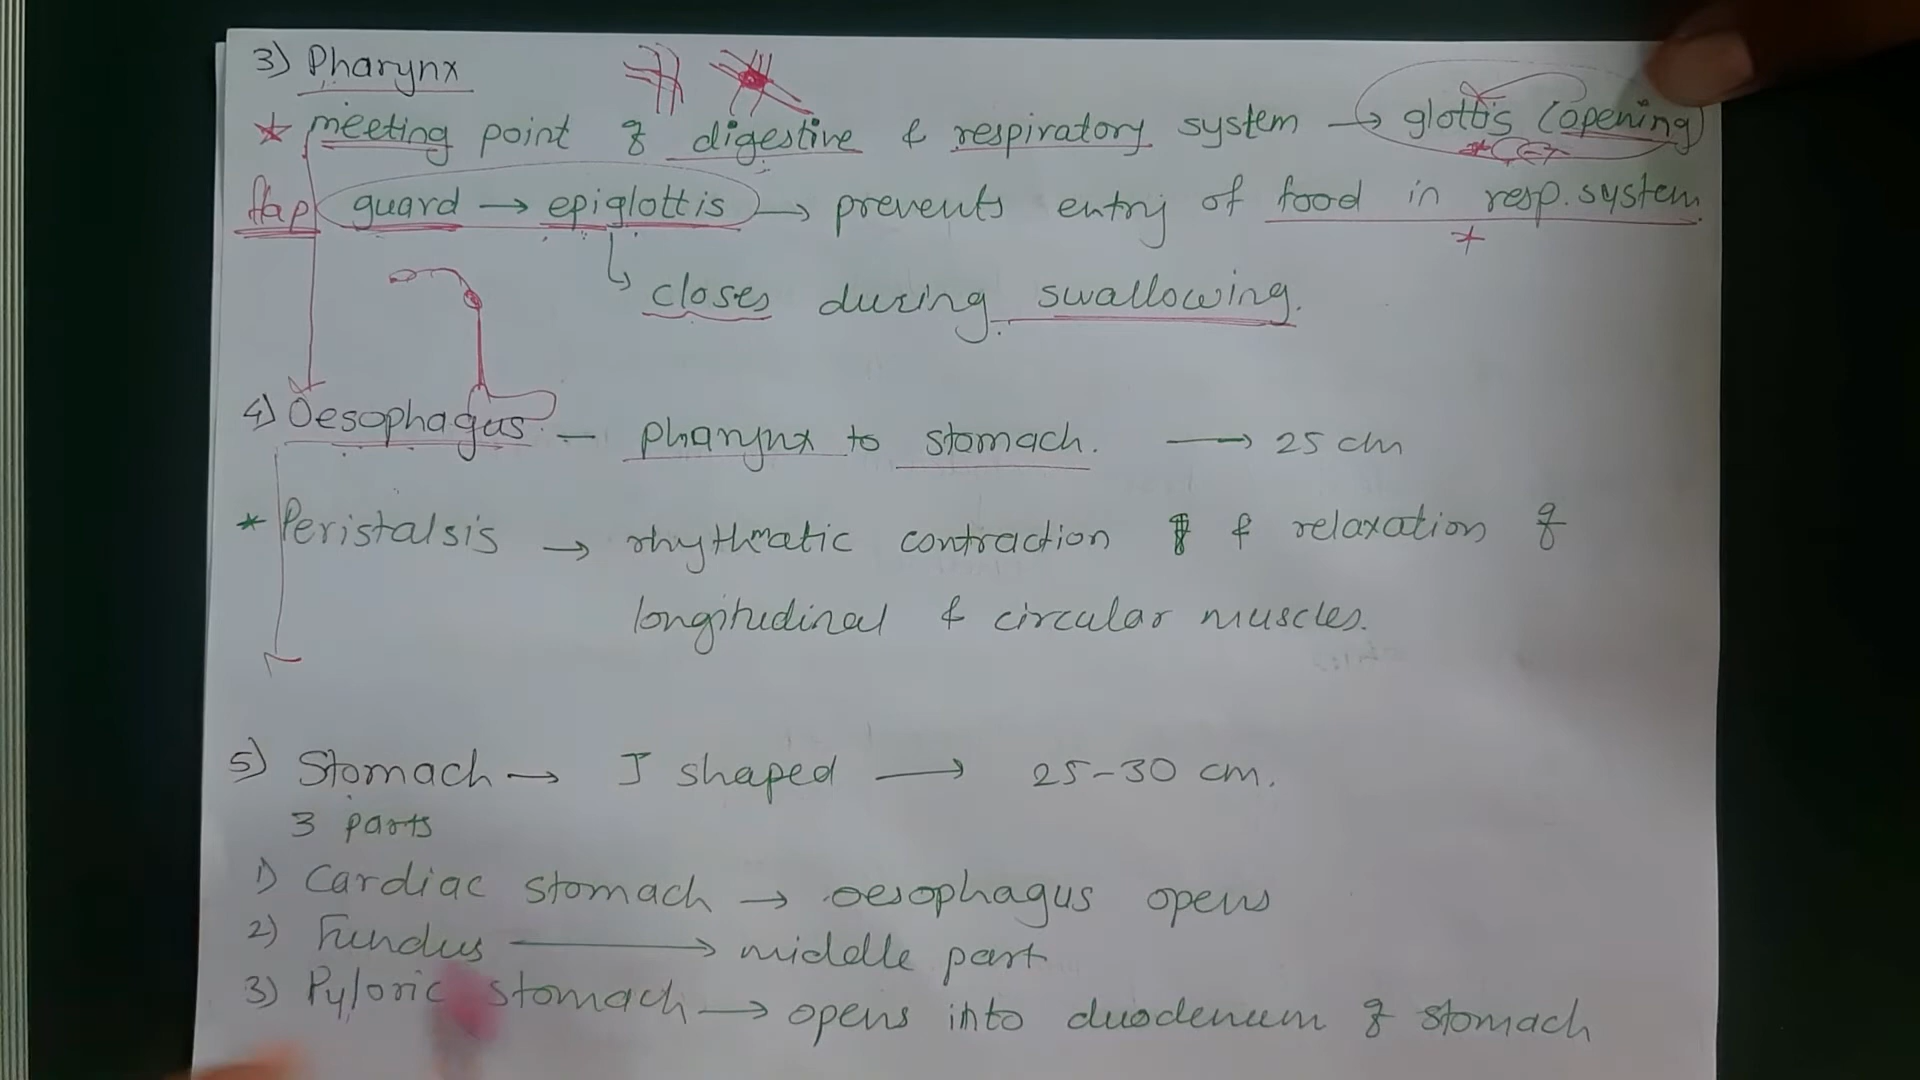 3) Pharynx
* meeting point of digestive & respiratory system → glottis (opening)
flap guard → epiglottis → prevents entry of food in resp. system
↳ closes during swallowing.
4) Oesophagus – pharynx to stomach. → 25 cm
* Peristalsis → rhythmatic contraction & relaxation of
longitudinal & circular muscles.
5) Stomach → J shaped → 25-30 cm.
3 parts
1) Cardiac stomach → oesophagus opens
2) Fundus → middle part
3) Pyloric stomach → opens into duodenum of stomach